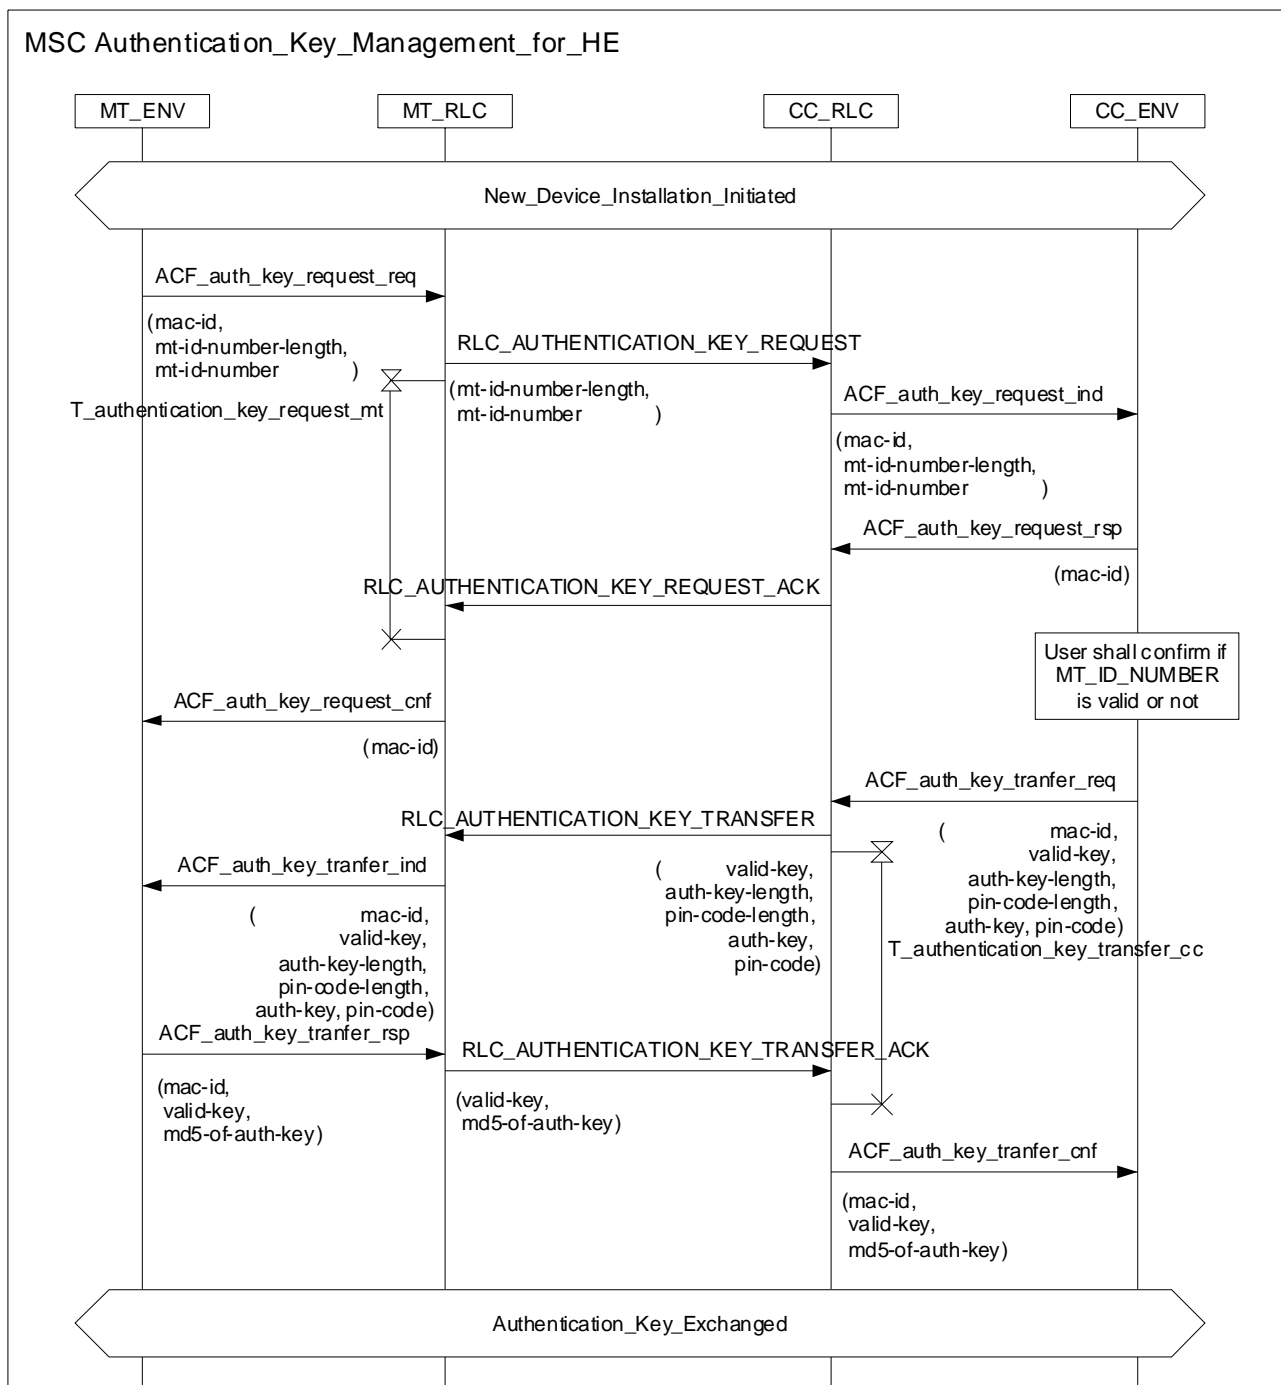 MSC Authentication_Key_Management_for_HE
MT_ENV
MT_RLC
CC_RLC
CC_ENV
New_Device_Installation_Initiated
ACF_auth_key_request_req
(mac-id,
mt-id-number-length,
mt-id-number )
RLC_AUTHENTICATION_KEY_REQUEST
(mt-id-number-length,
mt-id-number )
T_authentication_key_request_mt
ACF_auth_key_request_ind
(mac-id,
mt-id-number-length,
mt-id-number )
ACF_auth_key_request_rsp
(mac-id)
RLC_AUTHENTICATION_KEY_REQUEST_ACK
User shall confirm if
MT_ID_NUMBER
is valid or not
ACF_auth_key_request_cnf
(mac-id)
ACF_auth_key_tranfer_req
( mac-id,
valid-key,
auth-key-length,
pin-code-length,
auth-key, pin-code)
RLC_AUTHENTICATION_KEY_TRANSFER
( valid-key,
auth-key-length,
pin-code-length,
auth-key,
pin-code)
T_authentication_key_transfer_cc
ACF_auth_key_tranfer_ind
( mac-id,
valid-key,
auth-key-length,
pin-code-length,
auth-key, pin-code)
ACF_auth_key_tranfer_rsp
(mac-id,
valid-key,
md5-of-auth-key)
RLC_AUTHENTICATION_KEY_TRANSFER_ACK
(valid-key,
md5-of-auth-key)
ACF_auth_key_tranfer_cnf
(mac-id,
valid-key,
md5-of-auth-key)
Authentication_Key_Exchanged